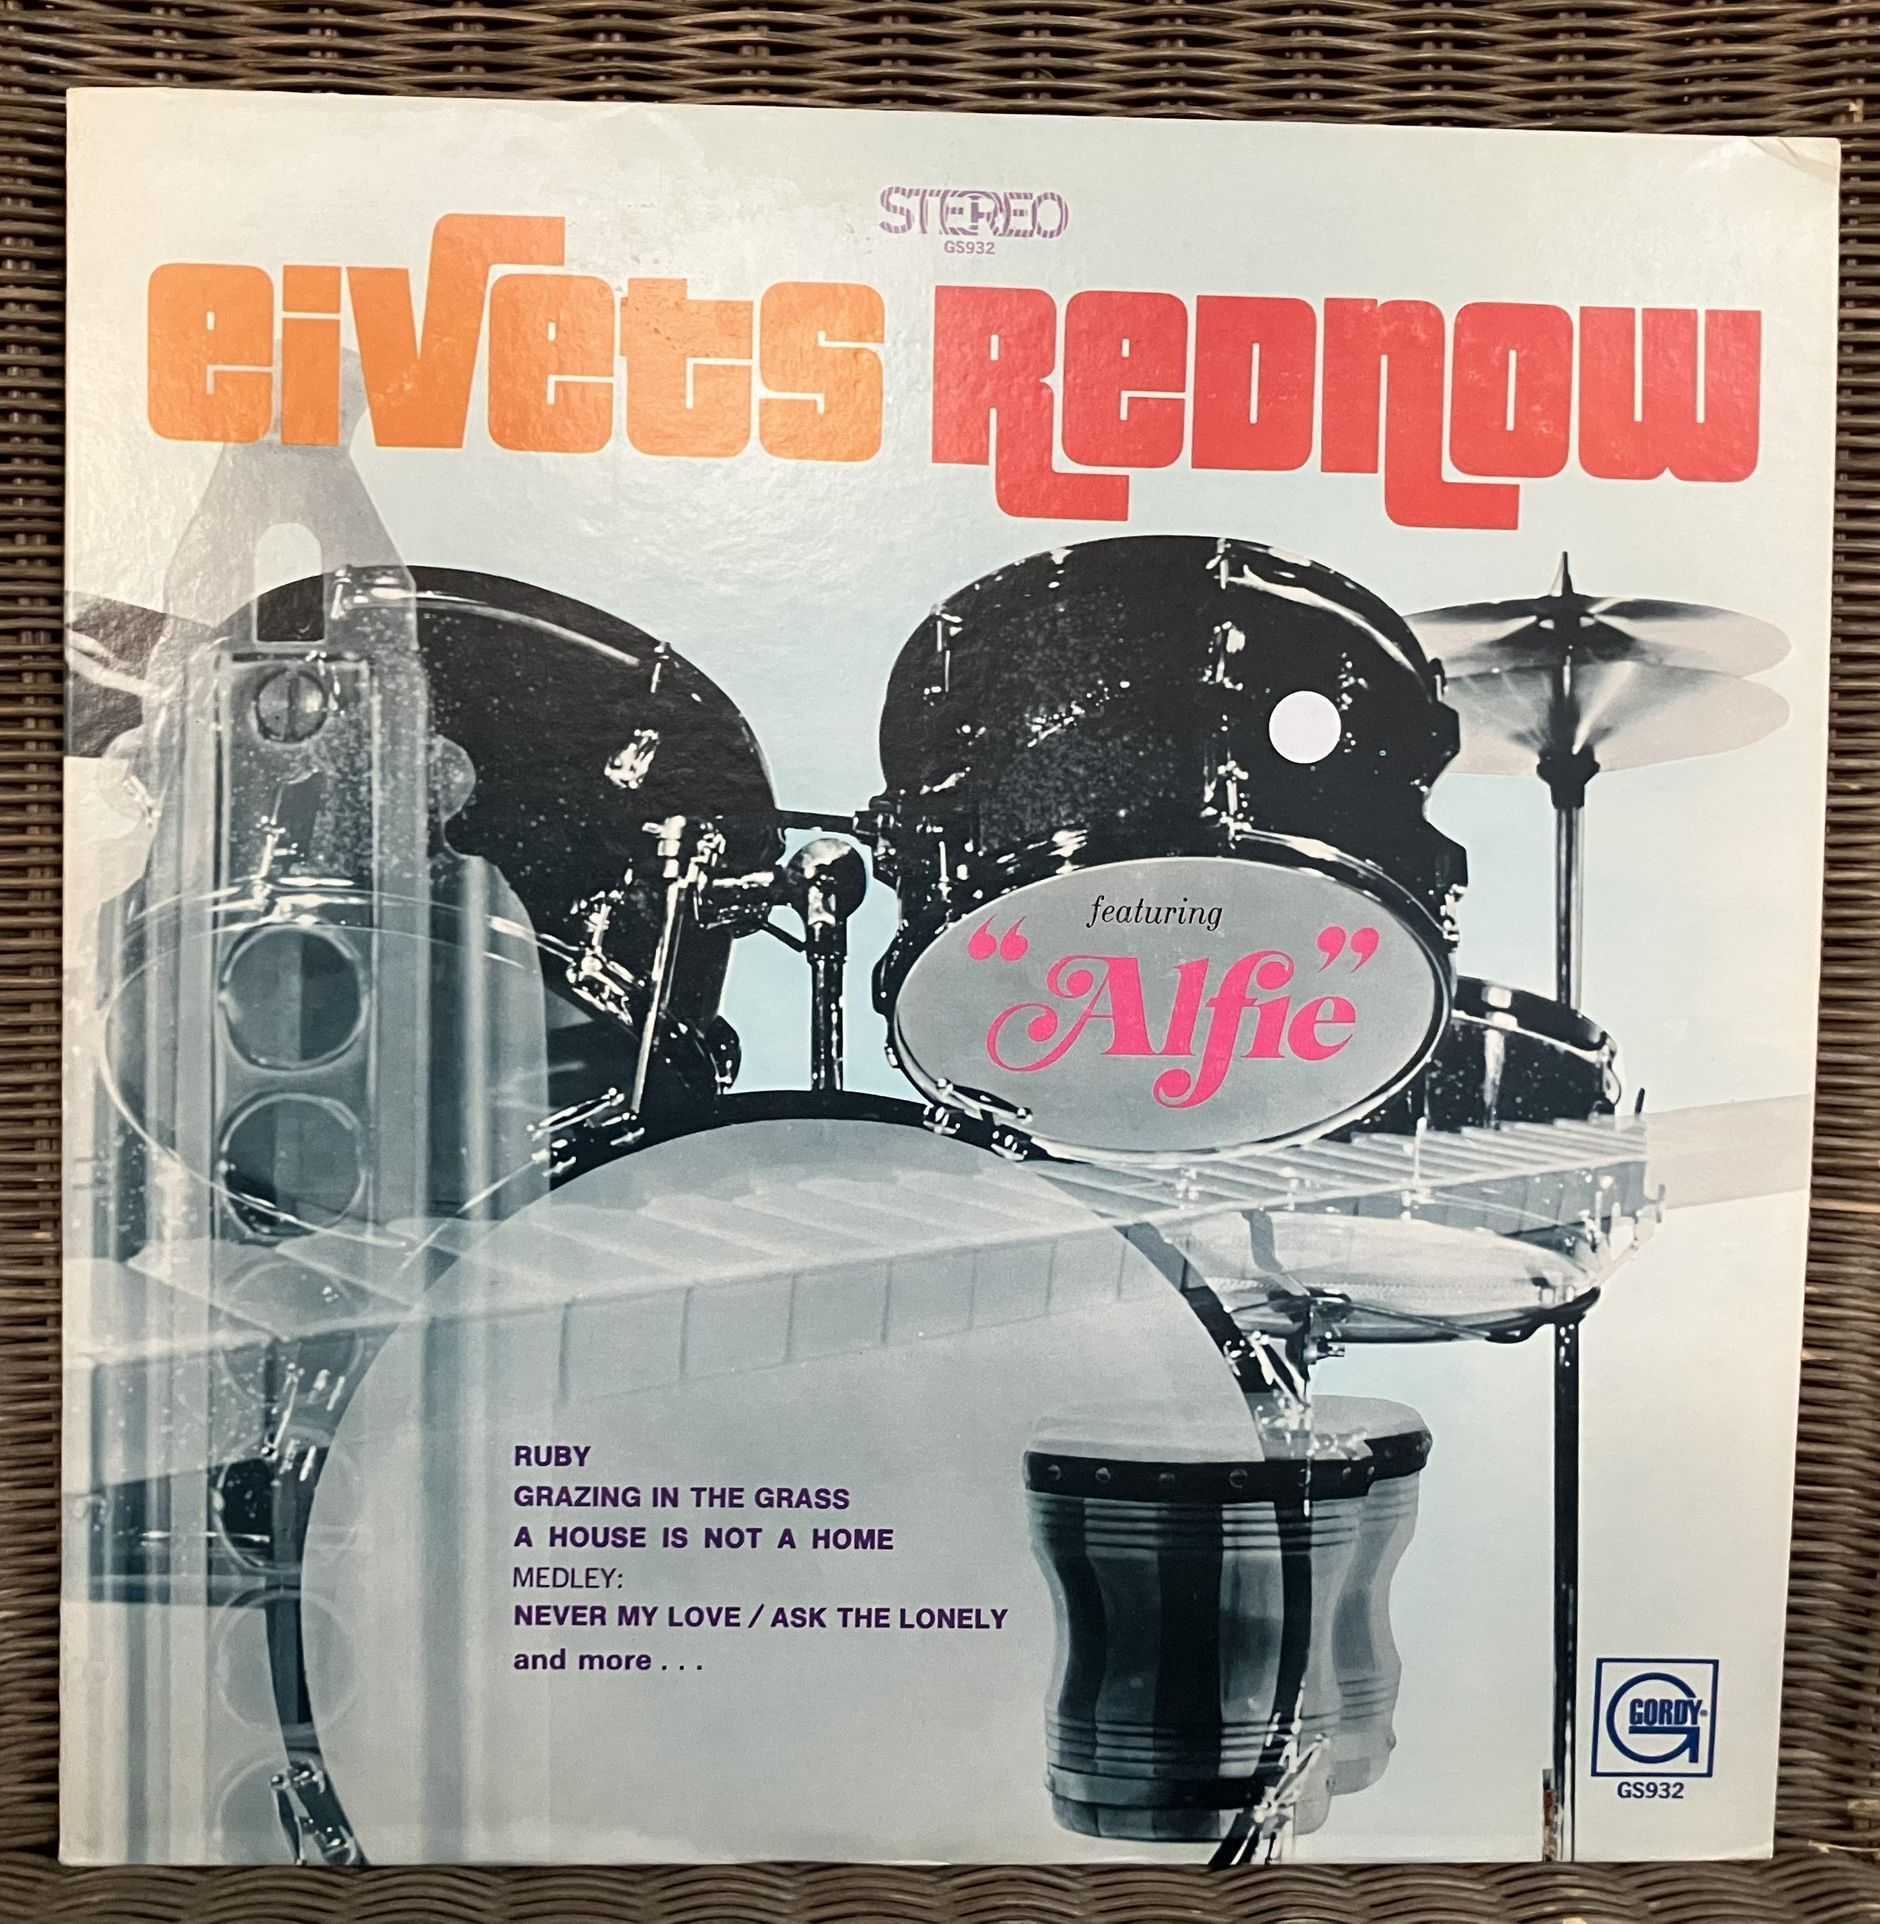 STEREO
GS932
eivets Rednow
featuring
“Alfie”
RUBY
GRAZING IN THE GRASS
A HOUSE IS NOT A HOME
MEDLEY:
NEVER MY LOVE / ASK THE LONELY
and more . . .
GORDY®
GS932